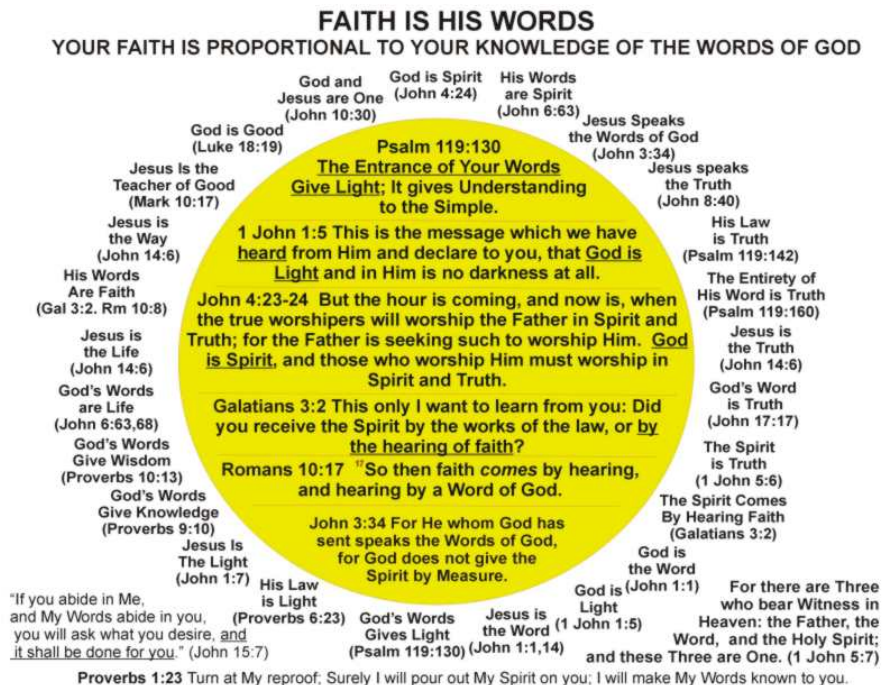 FAITH IS HIS WORDS
YOUR FAITH IS PROPORTIONAL TO YOUR KNOWLEDGE OF THE WORDS OF GOD
God is Spirit
(John 4:24)
His Words
are Spirit
(John 6:63)
Jesus Speaks
the Words of God
(John 3:34)
Jesus speaks
the Truth
(John 8:40)
His Law
is Truth
(Psalm 119:142)
The Entirety of
His Word is Truth
(Psalm 119:160)
Jesus is
the Truth
(John 14:6)
God's Word
is Truth
(John 17:17)
The Spirit
is Truth
(1 John 5:6)
The Spirit Comes
By Hearing Faith
(Galatians 3:2)
God is
the Word
(John 1:1)
God is
Light
(1 John 1:5)
Jesus is
the Word
(John 1:1,14)
God's Words
Gives Light
(Psalm 119:130)
His Law
is Light
(Proverbs 6:23)
Jesus Is
The Light
(John 1:7)
God's Words
Give Knowledge
(Proverbs 9:10)
God's Words
Give Wisdom
(Proverbs 10:13)
God's Words
are Life
(John 6:63,68)
Jesus is
the Life
(John 14:6)
His Words
Are Faith
(Gal 3:2. Rm 10:8)
Jesus is
the Way
(John 14:6)
Jesus Is the
Teacher of Good
(Mark 10:17)
God is Good
(Luke 18:19)
God and
Jesus are One
(John 10:30)
Psalm 119:130
The Entrance of Your Words
Give Light; It gives Understanding
to the Simple.
1 John 1:5 This is the message which we have
heard from Him and declare to you, that God is
Light and in Him is no darkness at all.
John 4:23-24 But the hour is coming, and now is, when
the true worshipers will worship the Father in Spirit and
Truth; for the Father is seeking such to worship Him. God
is Spirit, and those who worship Him must worship in
Spirit and Truth.
Galatians 3:2 This only I want to learn from you: Did
you receive the Spirit by the works of the law, or by
the hearing of faith?
Romans 10:17 17So then faith comes by hearing,
and hearing by a Word of God.
John 3:34 For He whom God has
sent speaks the Words of God,
for God does not give the
Spirit by Measure.
"If you abide in Me,
and My Words abide in you,
you will ask what you desire, and
it shall be done for you." (John 15:7)
For there are Three
who bear Witness in
Heaven: the Father, the
Word, and the Holy Spirit;
and these Three are One. (1 John 5:7)
Proverbs 1:23 Turn at My reproof; Surely I will pour out My Spirit on you; I will make My Words known to you.